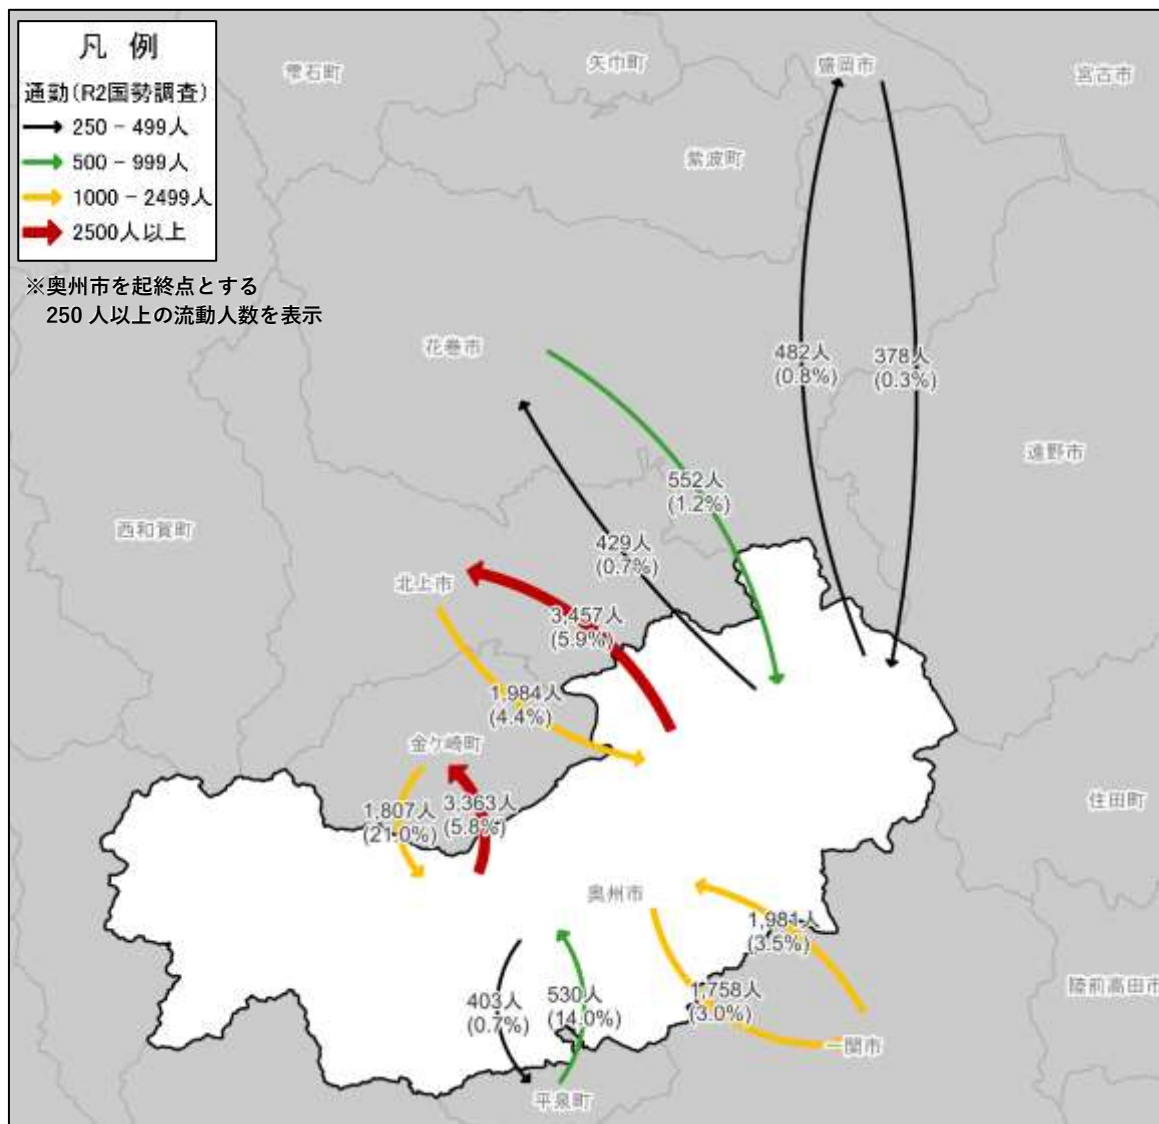 凡 例
通勤(R2国勢調査)
250 - 499人
500 - 999人
1000 - 2499人
2500人以上
※奥州市を起終点とする
250 人以上の流動人数を表示
雫石町
矢巾町
盛岡市
宮古市
紫波町
花巻市
482人
(0.8%)
378人
(0.3%)
遠野市
552人
(1.2%)
西和賀町
429人
(0.7%)
北上市
3,457人
(5.9%)
1,984人
(4.4%)
金ケ崎町
1,807人
(21.0%)
3,363人
(5.8%)
住田町
奥州市
1,981人
(3.5%)
403人
(0.7%)
530人
(14.0%)
1,758人
(3.0%)
陸前高田市
一関市
平泉町